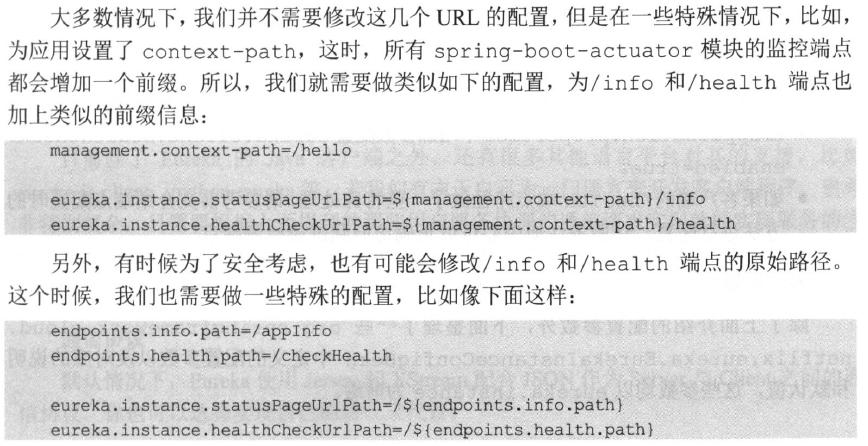 大多数情况下，我们并不需要修改这几个 URL 的配置，但是在一些特殊情况下，比如，
为应用设置了 context-path，这时，所有 spring-boot-actuator 模块的监控端点
都会增加一个前缀。所以，我们就需要做类似如下的配置，为/info 和/health 端点也
加上类似的前缀信息：
management.context-path=/hello
eureka.instance.statusPageUrlPath=${management.context-path}/info
eureka.instance.healthCheckUrlPath=${management.context-path}/health
另外，有时候为了安全考虑，也有可能会修改/info 和/health 端点的原始路径。
这个时候，我们也需要做一些特殊的配置，比如像下面这样：
endpoints.info.path=/appInfo
endpoints.health.path=/checkHealth
eureka.instance.statusPageUrlPath=/${endpoints.info.path}
eureka.instance.healthCheckUrlPath=/${endpoints.health.path}